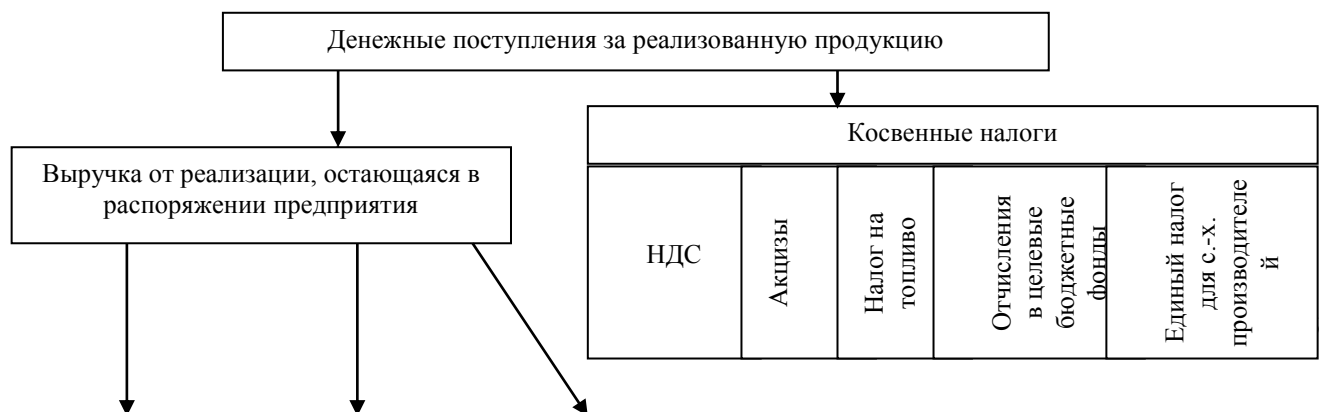 Денежные поступления за реализованную продукцию
Косвенные налоги
Выручка от реализации, остающаяся в
распоряжении предприятия
НДС
Акцизы
Налог на
топливо
Отчисления
в целевые
бюджетные
фонды
Единый налог
для с.-х.
производителе
й